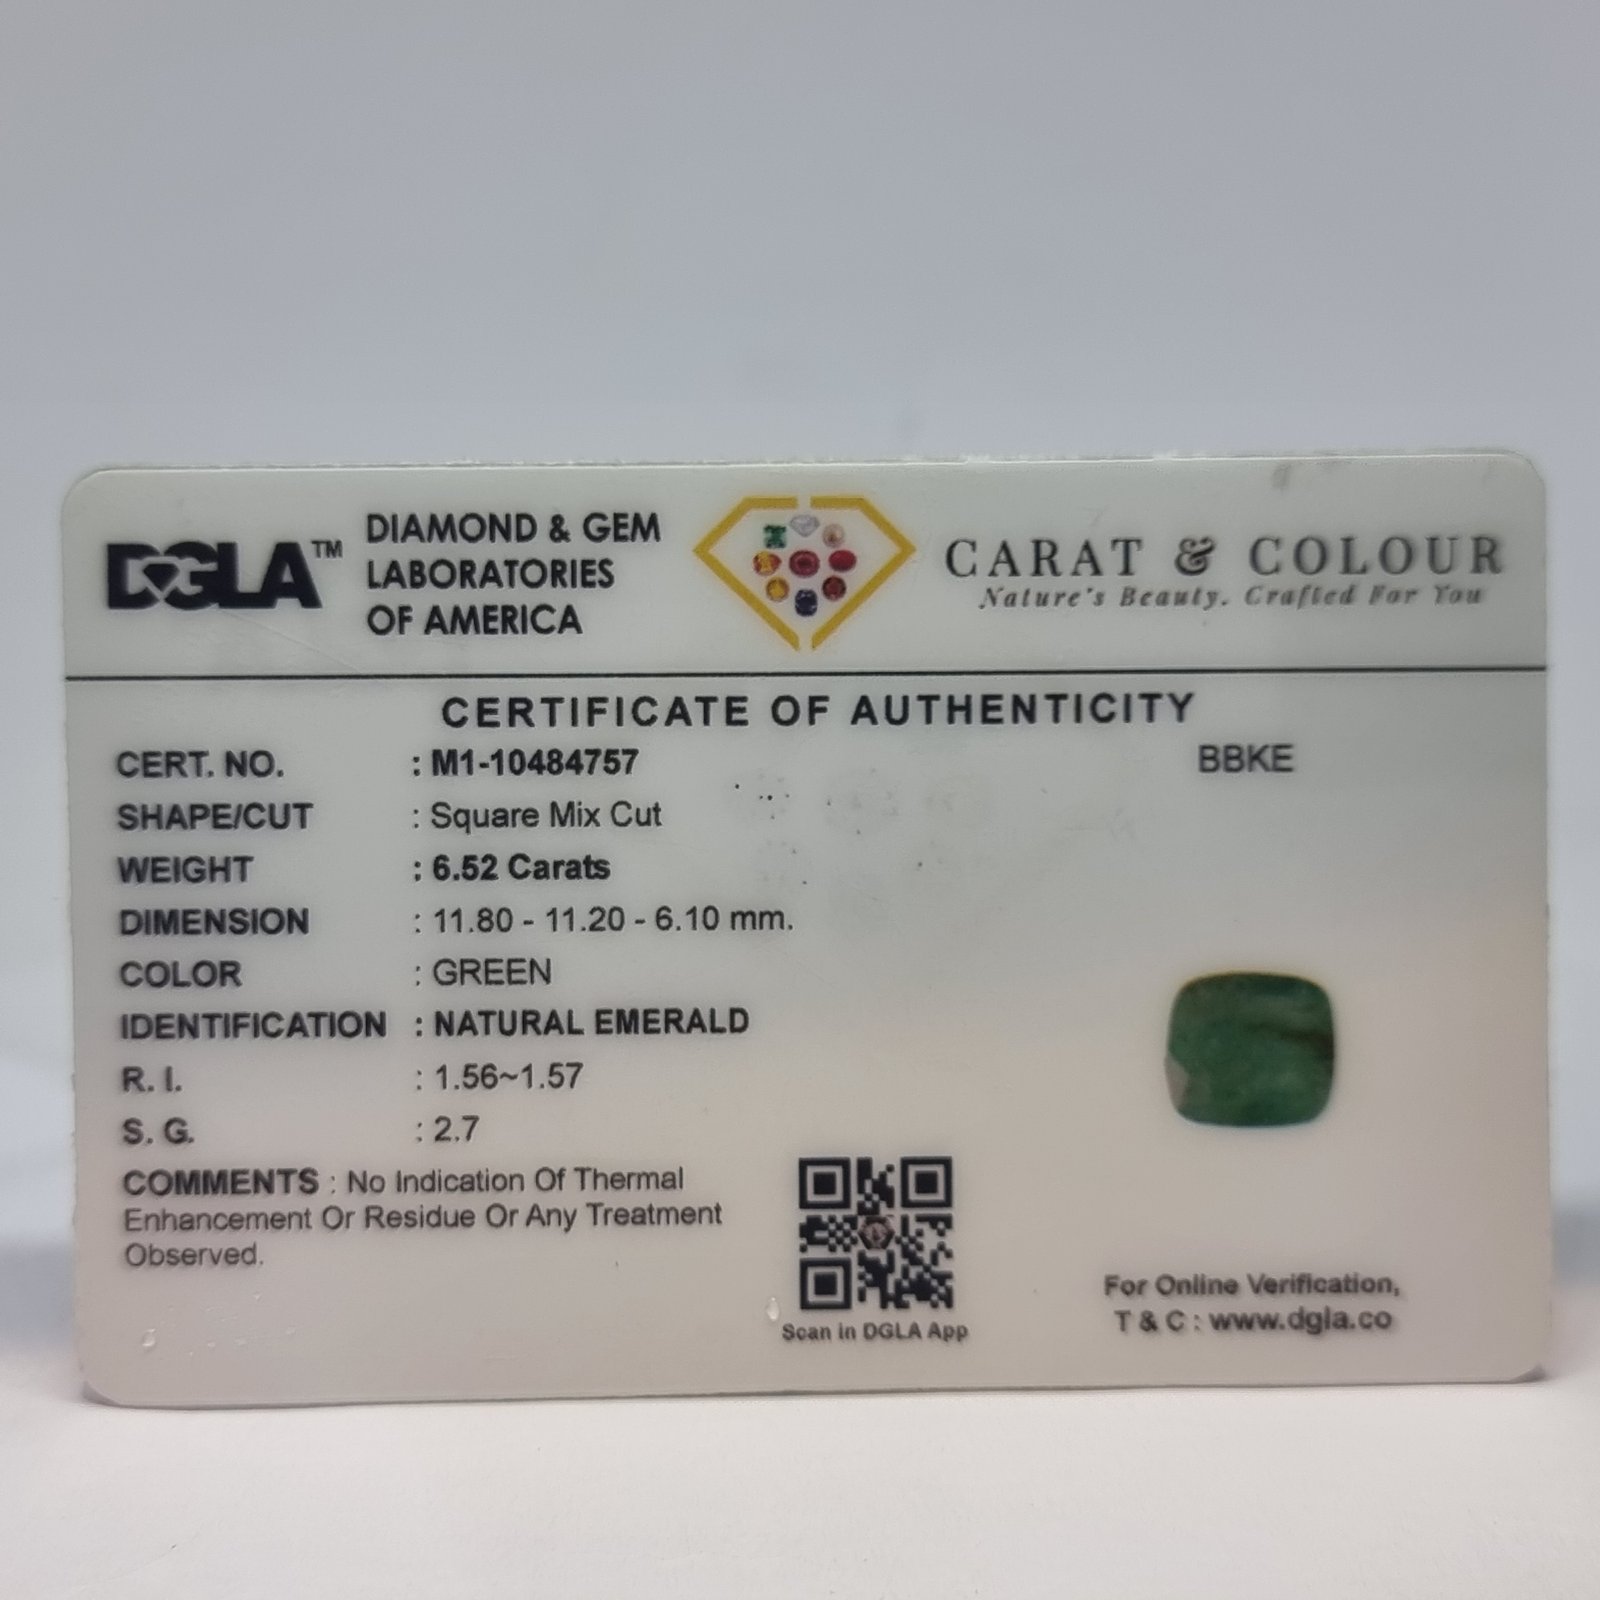 DGLA™
DIAMOND & GEM
LABORATORIES
OF AMERICA
CARAT & COLOUR
Nature's Beauty. Crafted For You
CERTIFICATE OF AUTHENTICITY
CERT. NO. : M1-10484757
BBKE
SHAPE/CUT : Square Mix Cut
WEIGHT : 6.52 Carats
DIMENSION : 11.80 - 11.20 - 6.10 mm.
COLOR : GREEN
IDENTIFICATION : NATURAL EMERALD
R. I. : 1.56~1.57
S. G. : 2.7
COMMENTS : No Indication Of Thermal
Enhancement Or Residue Or Any Treatment
Observed.
Scan in DGLA App
For Online Verification,
T & C : www.dgla.co